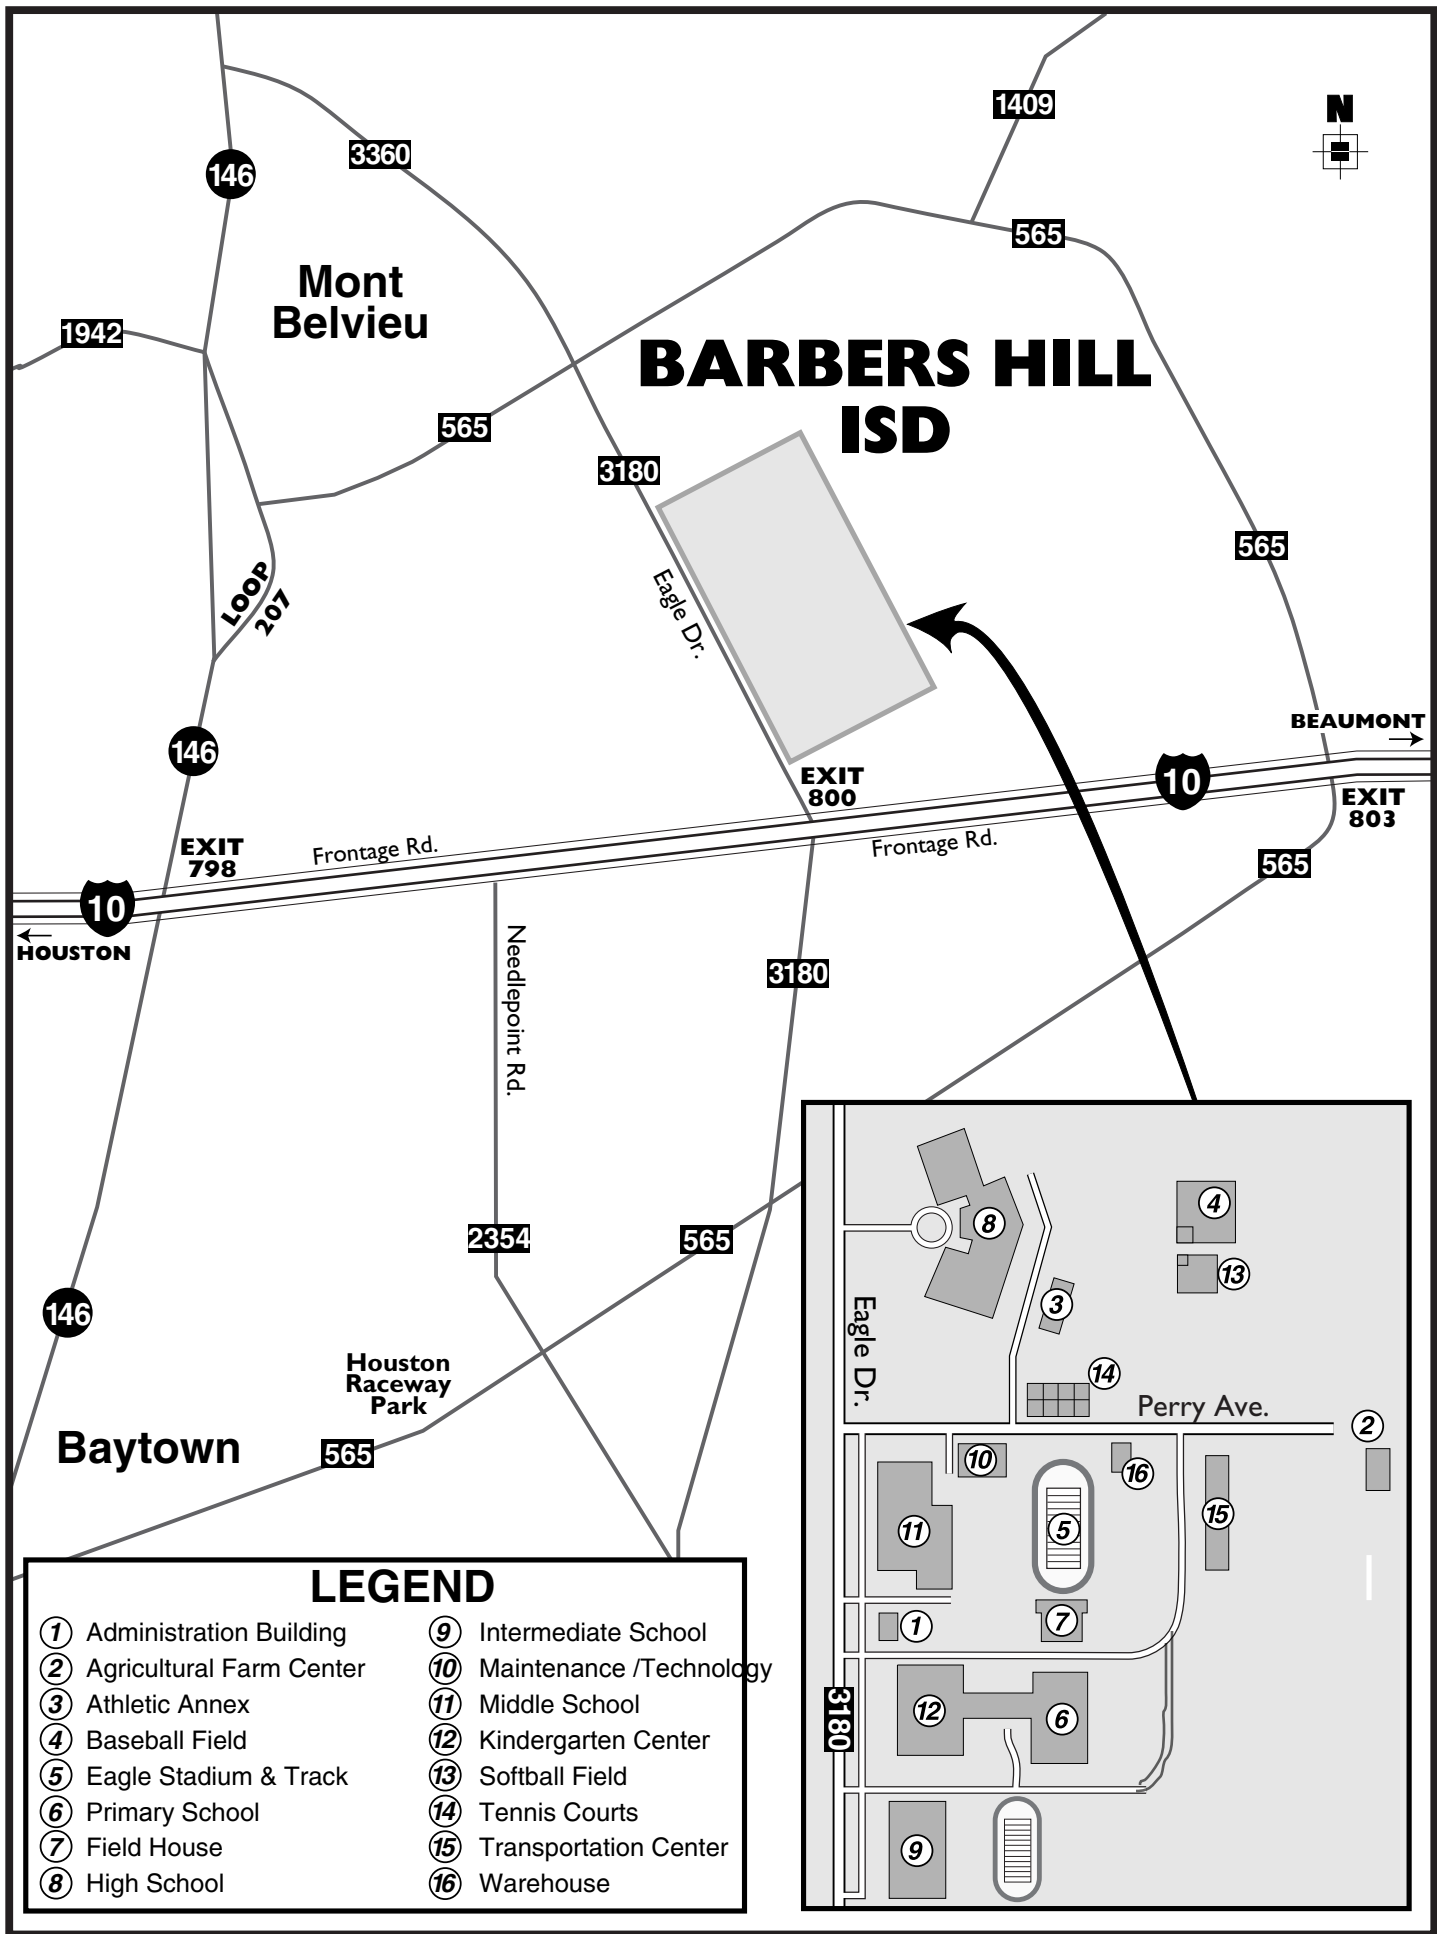 1409
N
3360
146
565
Mont
Belvieu
1942
BARBERS HILL
ISD
565
3180
565
Eagle Dr.
LOOP
207
BEAUMONT
146
EXIT
800
10
EXIT
803
EXIT
798
Frontage Rd.
Frontage Rd.
565
10
HOUSTON
Needlepoint Rd.
3180
2354
565
146
Houston
Raceway
Park
Baytown
565
8
4
13
3
Eagle Dr.
14
Perry Ave.
2
10
16
11
5
15
1
7
3180
12
6
9
LEGEND
1 Administration Building
2 Agricultural Farm Center
3 Athletic Annex
4 Baseball Field
5 Eagle Stadium & Track
6 Primary School
7 Field House
8 High School
9 Intermediate School
10 Maintenance /Technology
11 Middle School
12 Kindergarten Center
13 Softball Field
14 Tennis Courts
15 Transportation Center
16 Warehouse